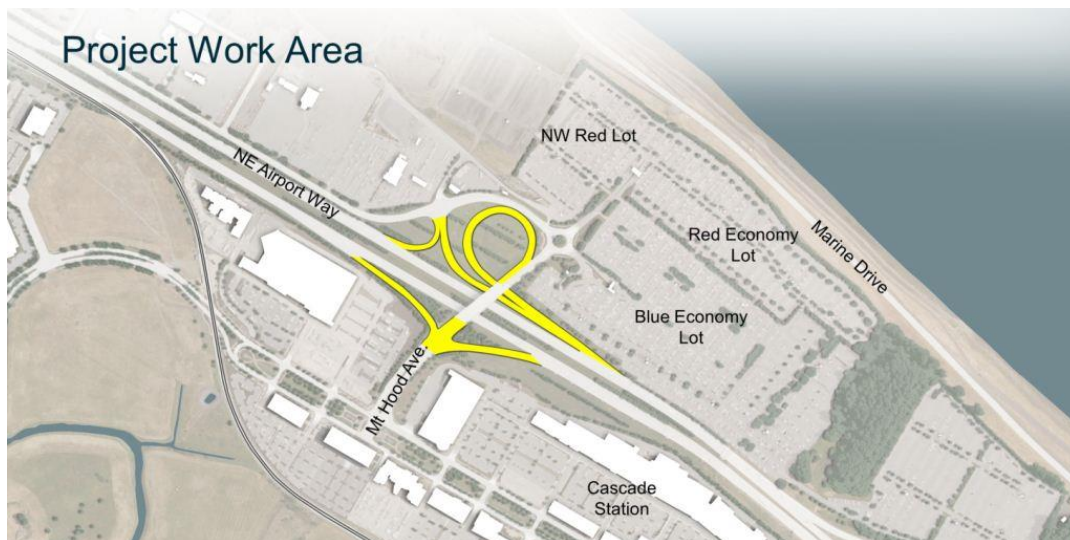 Project Work Area
NW Red Lot
NE Airport Way
Red Economy
Lot
Marine Drive
Blue Economy
Lot
Mt Hood Ave.
Cascade
Station